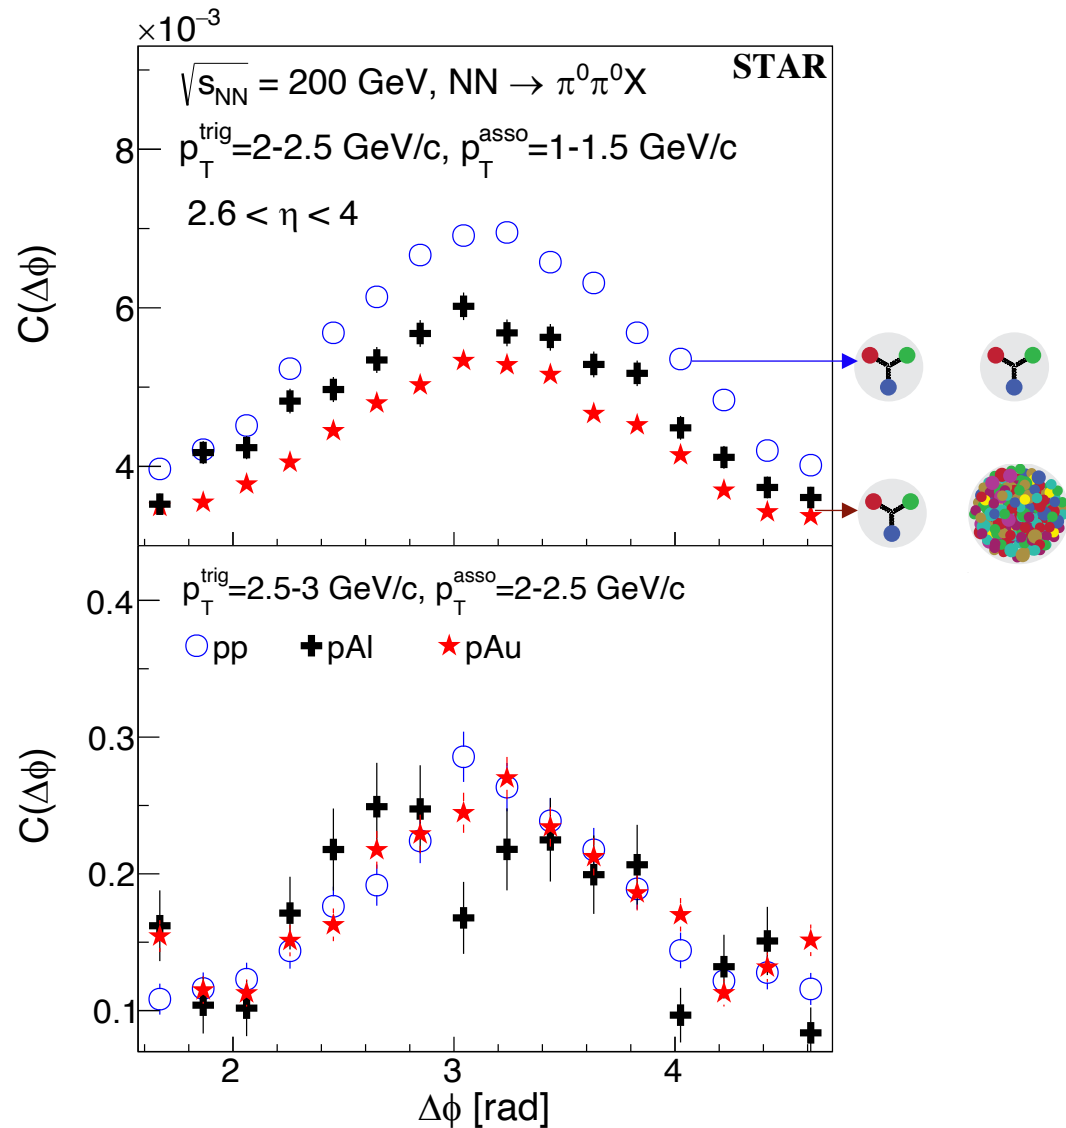 ×10⁻³
STAR
√s_NN = 200 GeV, NN → π⁰π⁰X
p_T^trig=2-2.5 GeV/c, p_T^asso=1-1.5 GeV/c
2.6 < η < 4
C(Δϕ)
8
6
4
p_T^trig=2.5-3 GeV/c, p_T^asso=2-2.5 GeV/c
pp pAl pAu
C(Δϕ)
0.4
0.3
0.2
0.1
2 3 4
Δϕ [rad]